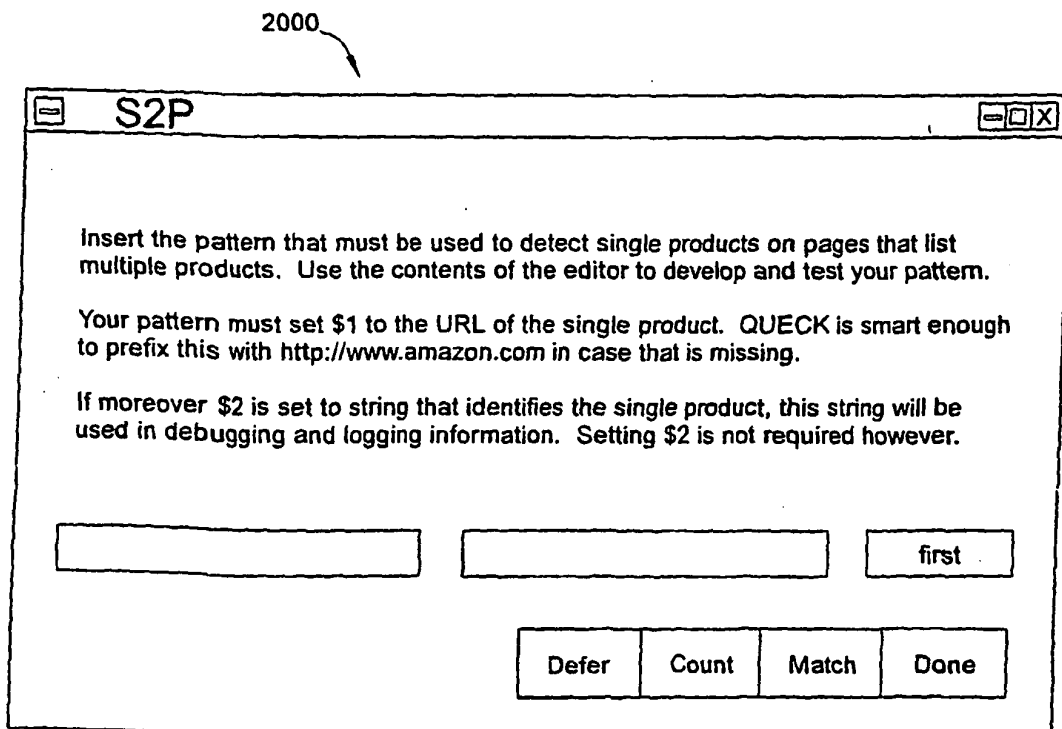 2000
S2P
Insert the pattern that must be used to detect single products on pages that list
multiple products. Use the contents of the editor to develop and test your pattern.
Your pattern must set $1 to the URL of the single product. QUECK is smart enough
to prefix this with http://www.amazon.com in case that is missing.
If moreover $2 is set to string that identifies the single product, this string will be
used in debugging and logging information. Setting $2 is not required however.
first
Defer Count Match Done